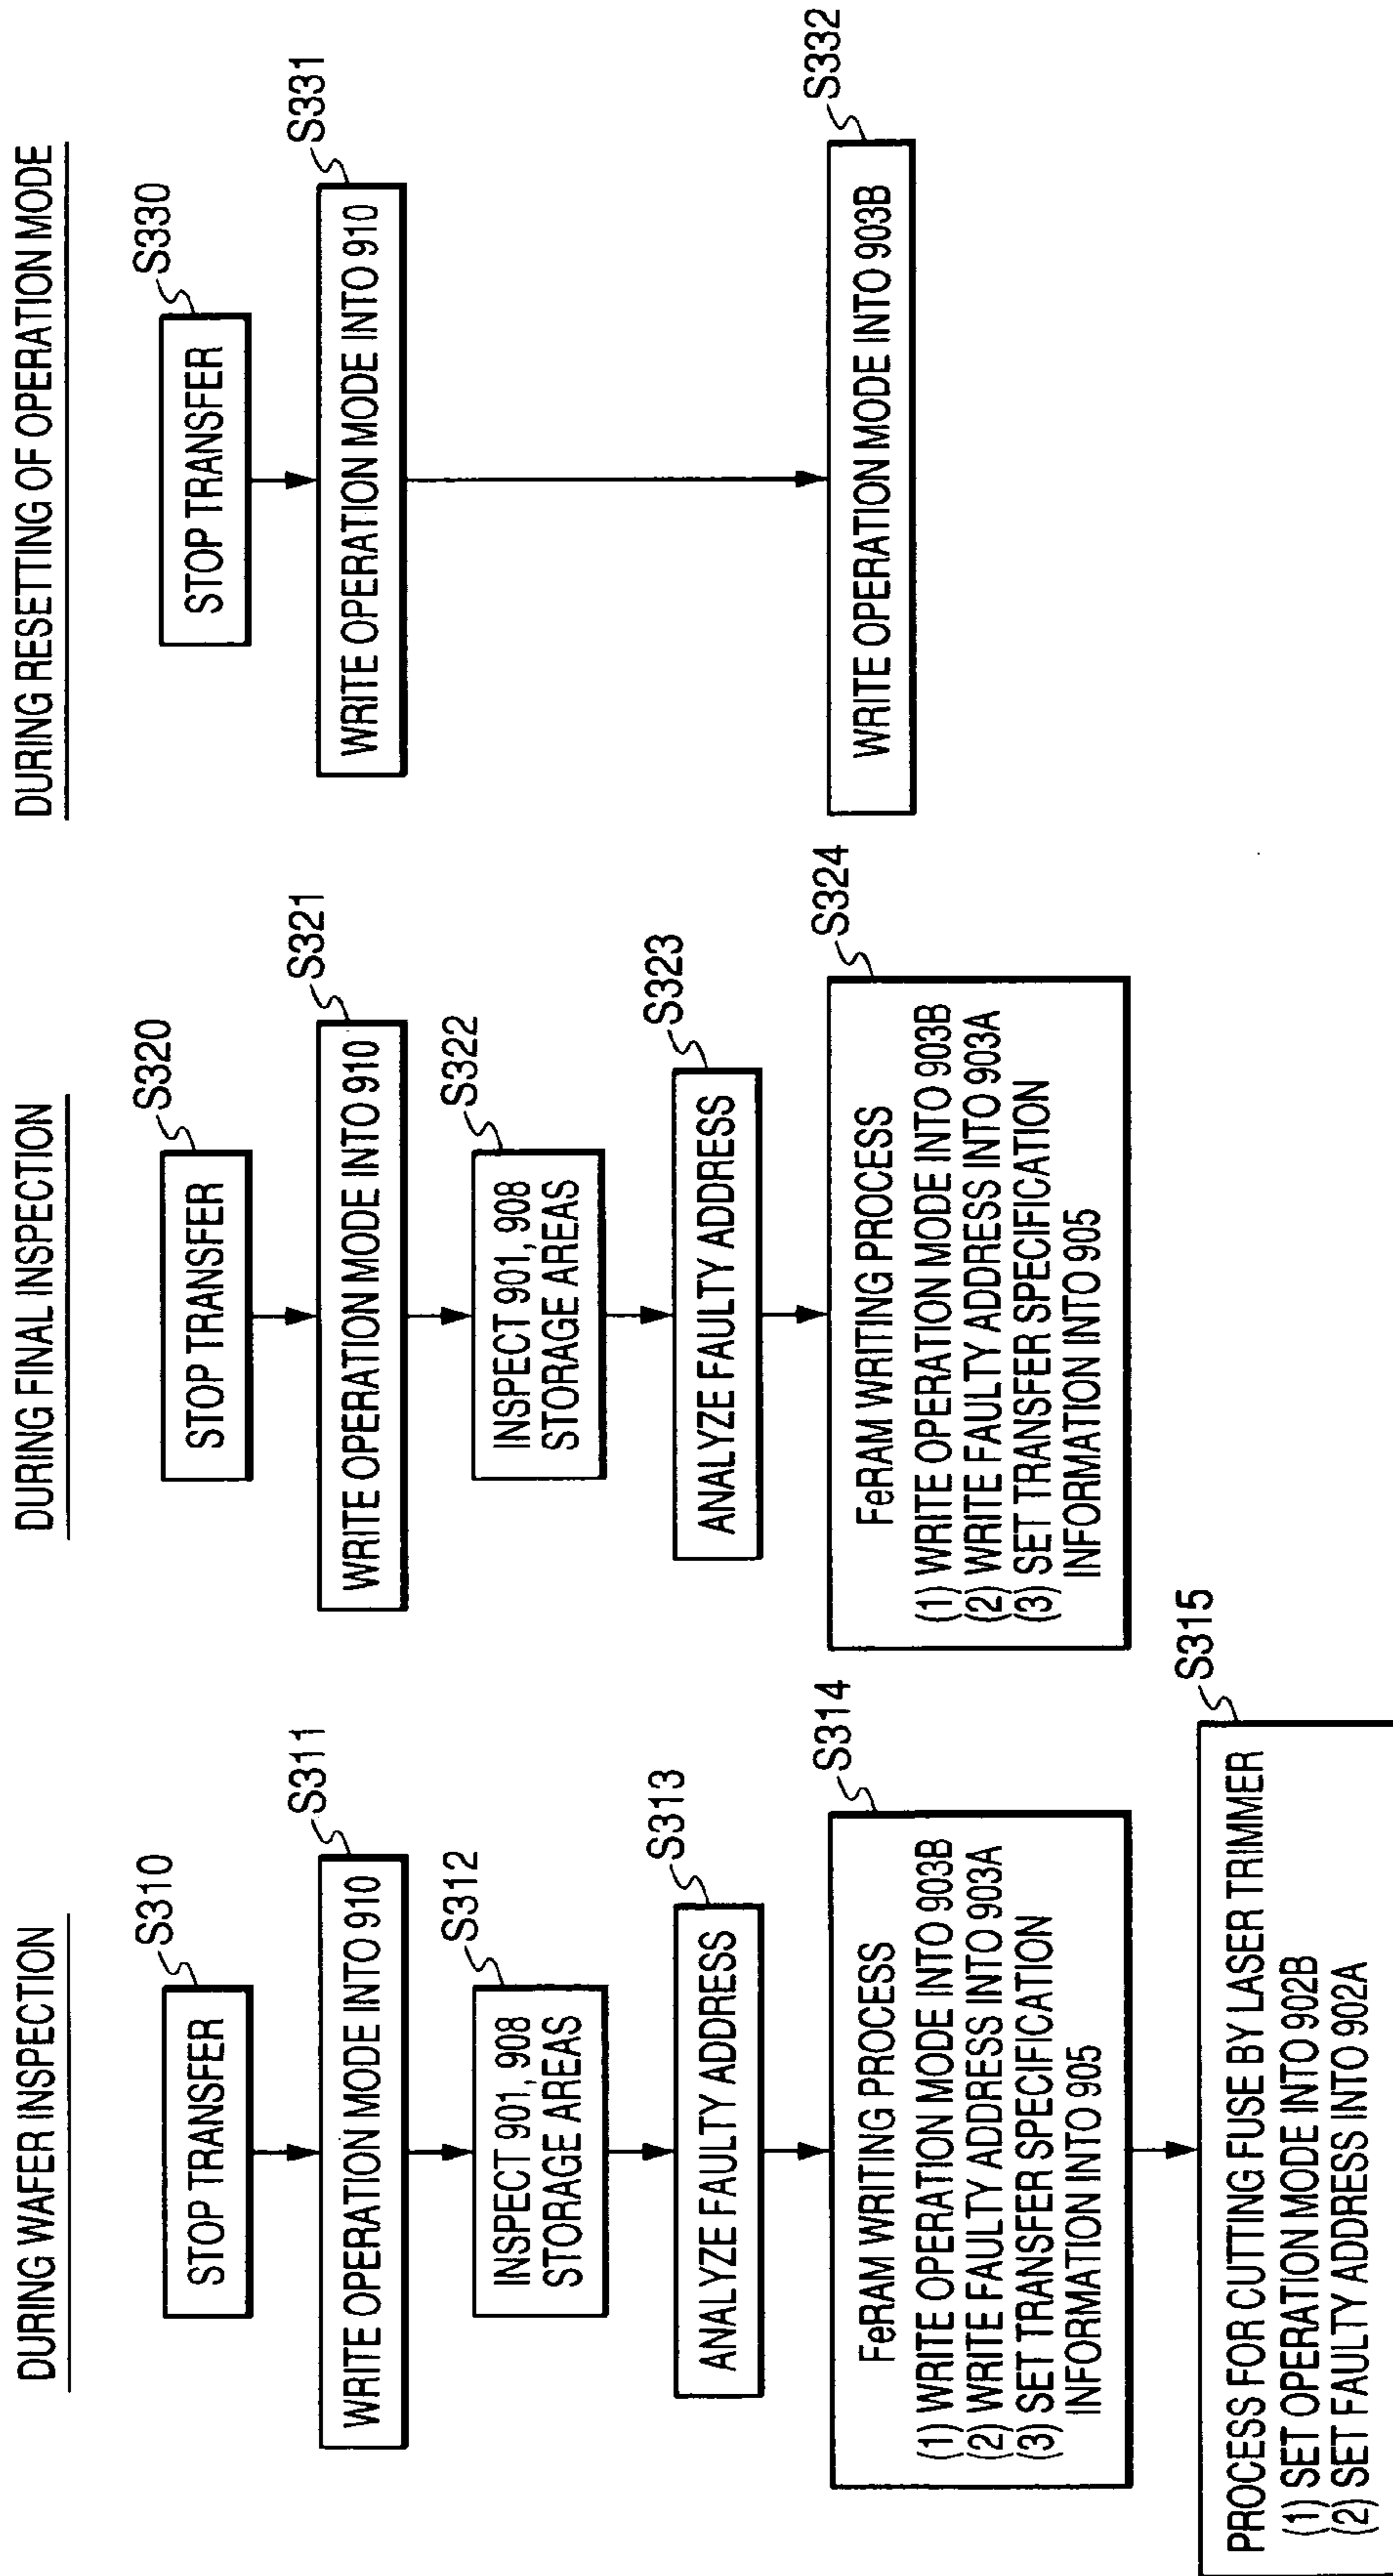 DURING WAFER INSPECTION
S310
STOP TRANSFER
S311
WRITE OPERATION MODE INTO 910
S312
INSPECT 901, 908
STORAGE AREAS
S313
ANALYZE FAULTY ADDRESS
S314
FeRAM WRITING PROCESS
(1) WRITE OPERATION MODE INTO 903B
(2) WRITE FAULTY ADDRESS INTO 903A
(3) SET TRANSFER SPECIFICATION
INFORMATION INTO 905
S315
PROCESS FOR CUTTING FUSE BY LASER TRIMMER
(1) SET OPERATION MODE INTO 902B
(2) SET FAULTY ADDRESS INTO 902A
DURING FINAL INSPECTION
S320
STOP TRANSFER
S321
WRITE OPERATION MODE INTO 910
S322
INSPECT 901, 908
STORAGE AREAS
S323
ANALYZE FAULTY ADDRESS
S324
FeRAM WRITING PROCESS
(1) WRITE OPERATION MODE INTO 903B
(2) WRITE FAULTY ADDRESS INTO 903A
(3) SET TRANSFER SPECIFICATION
INFORMATION INTO 905
DURING RESETTING OF OPERATION MODE
S330
STOP TRANSFER
S331
WRITE OPERATION MODE INTO 910
S332
WRITE OPERATION MODE INTO 903B